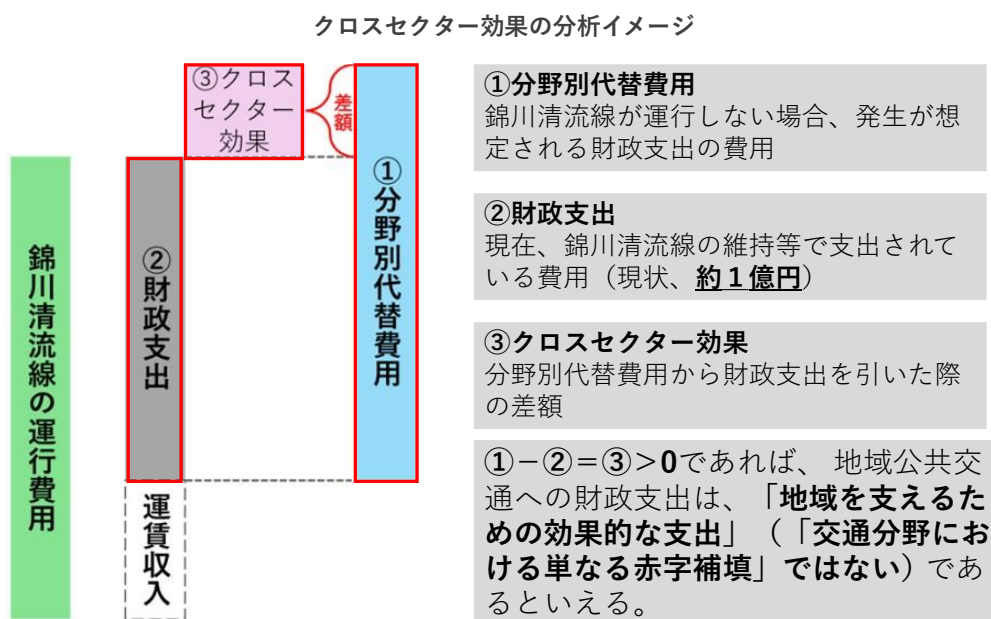 クロスセクター効果の分析イメージ
③クロス
セクター
効果
差額
①分野別代替費用
②財政支出
錦川清流線の運行費用
運賃収入
①分野別代替費用
錦川清流線が運行しない場合、発生が想
定される財政支出の費用
②財政支出
現在、錦川清流線の維持等で支出されて
いる費用（現状、約１億円）
③クロスセクター効果
分野別代替費用から財政支出を引いた際
の差額
①－②＝③＞0であれば、 地域公共交
通への財政支出は、「地域を支えるた
めの効果的な支出」（「交通分野にお
ける単なる赤字補填」ではない）であ
るといえる。